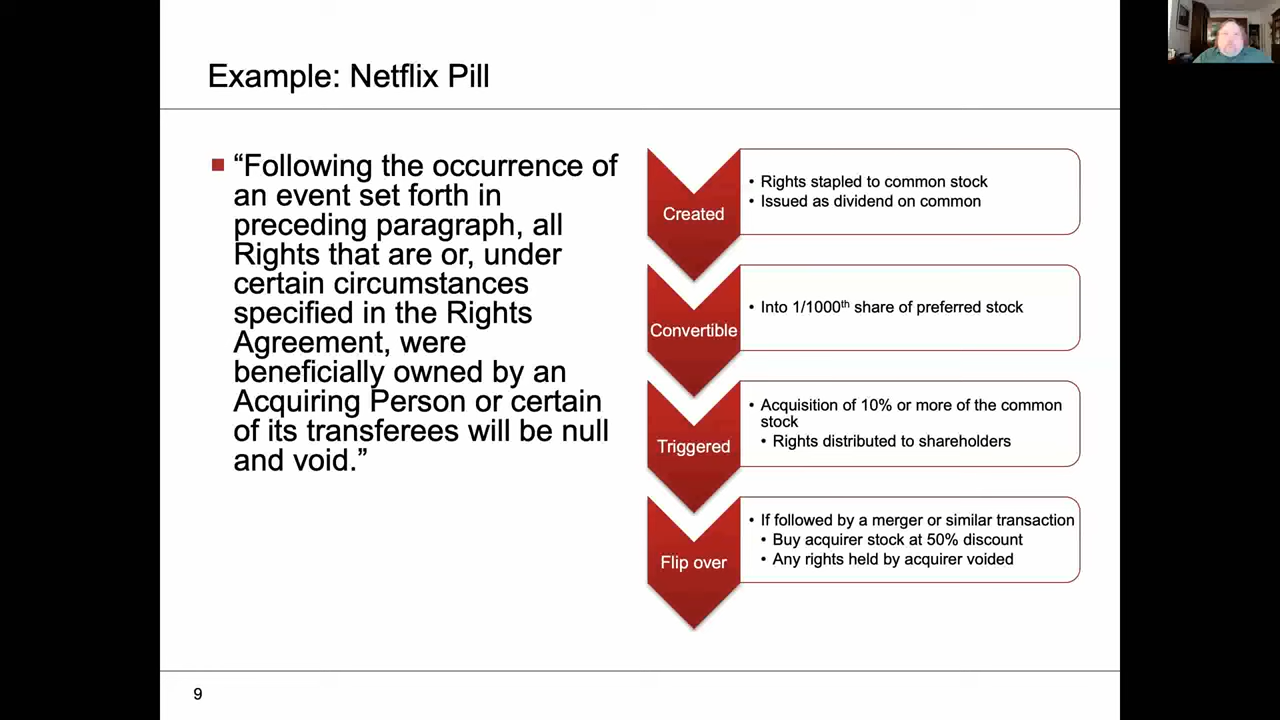 Example: Netflix Pill
“Following the occurrence of
an event set forth in
preceding paragraph, all
Rights that are or, under
certain circumstances
specified in the Rights
Agreement, were
beneficially owned by an
Acquiring Person or certain
of its transferees will be null
and void.”
Created
• Rights stapled to common stock
• Issued as dividend on common
Convertible
• Into 1/1000th share of preferred stock
Triggered
• Acquisition of 10% or more of the common
stock
• Rights distributed to shareholders
Flip over
• If followed by a merger or similar transaction
• Buy acquirer stock at 50% discount
• Any rights held by acquirer voided
9